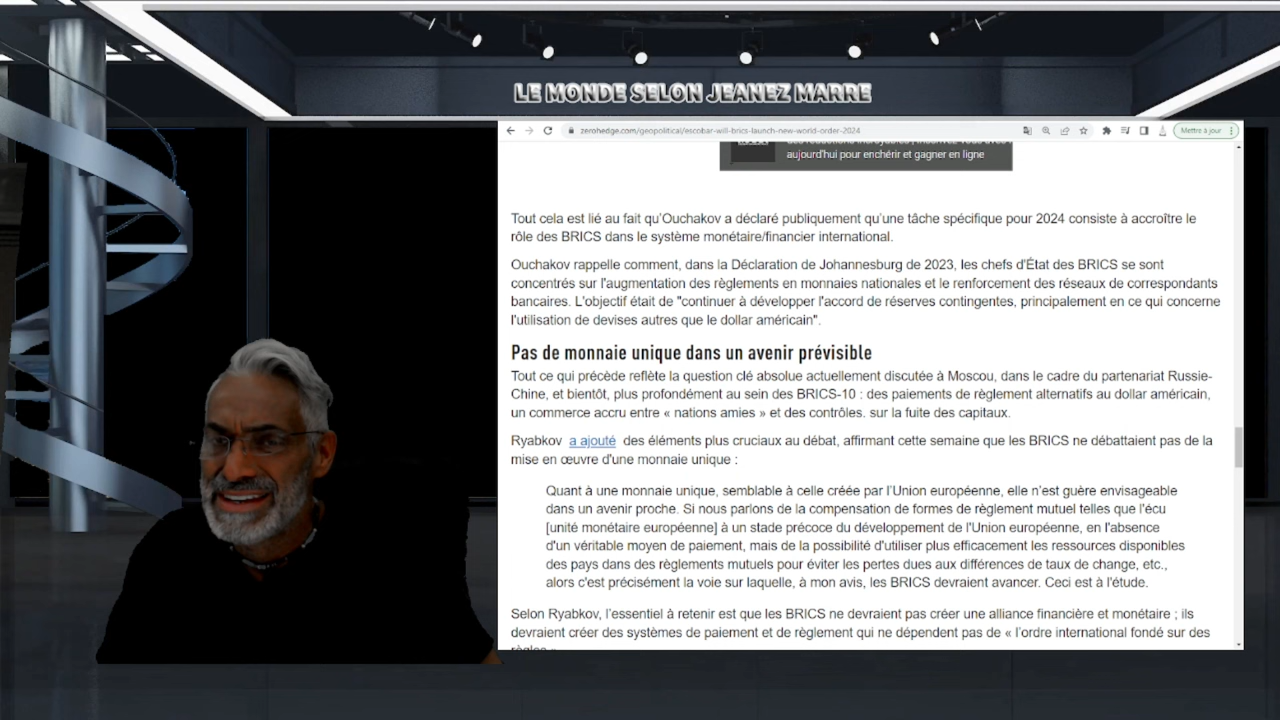 LE MONDE SELON JEANEZ MARRE
zerohedge.com/geopolitical/escobar-will-brics-launch-new-world-order-2024
Mettre à jour
aujourd'hui pour enchérir et gagner en ligne
Tout cela est lié au fait qu'Ouchakov a déclaré publiquement qu'une tâche spécifique pour 2024 consiste à accroître le
rôle des BRICS dans le système monétaire/financier international.
Ouchakov rappelle comment, dans la Déclaration de Johannesburg de 2023, les chefs d'État des BRICS se sont
concentrés sur l'augmentation des règlements en monnaies nationales et le renforcement des réseaux de correspondants
bancaires. L'objectif était de "continuer à développer l'accord de réserves contingentes, principalement en ce qui concerne
l'utilisation de devises autres que le dollar américain".
Pas de monnaie unique dans un avenir prévisible
Tout ce qui précède reflète la question clé absolue actuellement discutée à Moscou, dans le cadre du partenariat Russie-
Chine, et bientôt, plus profondément au sein des BRICS-10 : des paiements de règlement alternatifs au dollar américain,
un commerce accru entre « nations amies » et des contrôles. sur la fuite des capitaux.
Ryabkov a ajouté des éléments plus cruciaux au débat, affirmant cette semaine que les BRICS ne débattaient pas de la
mise en œuvre d'une monnaie unique :
Quant à une monnaie unique, semblable à celle créée par l'Union européenne, elle n'est guère envisageable
dans un avenir proche. Si nous parlons de la compensation de formes de règlement mutuel telles que l'écu
[unité monétaire européenne] à un stade précoce du développement de l'Union européenne, en l'absence
d'un véritable moyen de paiement, mais de la possibilité d'utiliser plus efficacement les ressources disponibles
des pays dans des règlements mutuels pour éviter les pertes dues aux différences de taux de change, etc.,
alors c'est précisément la voie sur laquelle, à mon avis, les BRICS devraient avancer. Ceci est à l'étude.
Selon Ryabkov, l'essentiel à retenir est que les BRICS ne devraient pas créer une alliance financière et monétaire ; ils
devraient créer des systèmes de paiement et de règlement qui ne dépendent pas de « l'ordre international fondé sur des